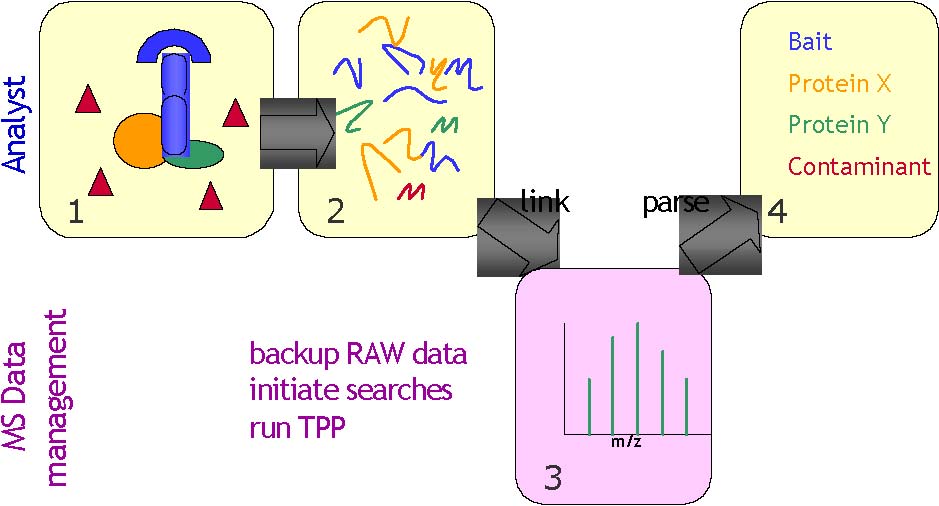 Analyst
1
2
link
parse
Bait
Protein X
Protein Y
Contaminant
4
MS Data
management
backup RAW data
initiate searches
run TPP
m/z
3